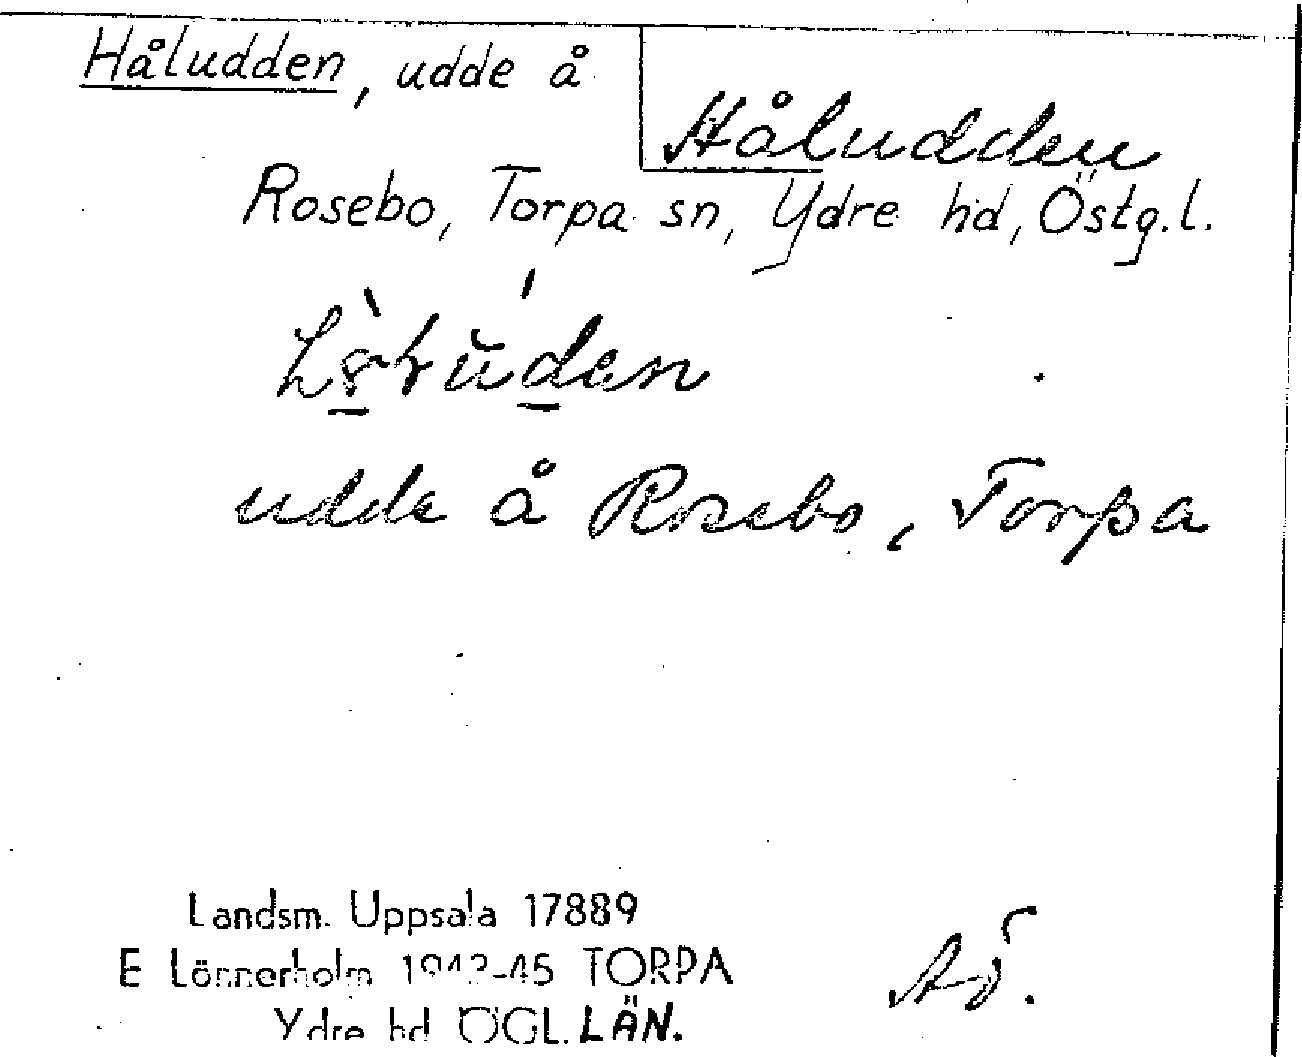 Håludden, udde å
Håludden
Rosebo, Torpa sn, Ydre hd, Östg.l.
udde å Rosebo, Torpa
Landsm. Uppsala 17889
E Lönnerholm 1943-45 TORPA
Ydre hd ÖGL. LÄN.